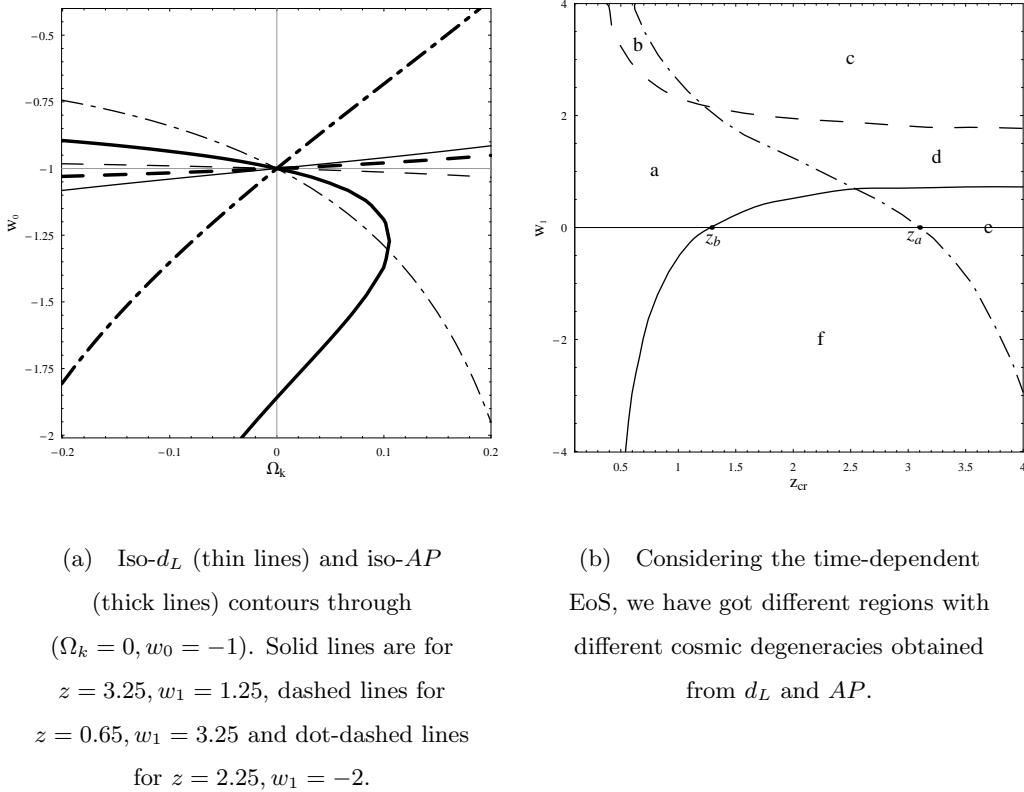 −0.5
−0.75
−1
−1.25
−1.5
−1.75
−2
w₀
−0.2
−0.1
0
0.1
0.2
Ωₖ
4
2
0
−2
−4
w₁
b
c
a
d
e
z_b
z_a
f
0.5
1
1.5
2
2.5
3
3.5
4
z_cr
(a) Iso-d_L (thin lines) and iso-AP
(thick lines) contours through
(Ωₖ = 0, w₀ = −1). Solid lines are for
z = 3.25, w₁ = 1.25, dashed lines for
z = 0.65, w₁ = 3.25 and dot-dashed lines
for z = 2.25, w₁ = −2.
(b) Considering the time-dependent
EoS, we have got different regions with
different cosmic degeneracies obtained
from d_L and AP.